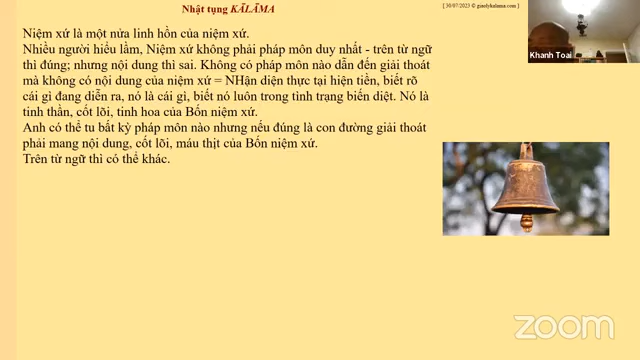 Nhật tụng KĀLĀMA
[ 30/07/2023 © giaolykalama.com ]
Niệm xứ là một nửa linh hồn của niệm xứ.
Nhiều người hiểu lầm, Niệm xứ không phải pháp môn duy nhất - trên từ ngữ
thì đúng; nhưng nội dung thì sai. Không có pháp môn nào dẫn đến giải thoát
mà không có nội dung của niệm xứ = NHận diện thực tại hiện tiền, biết rõ
cái gì đang diễn ra, nó là cái gì, biết nó luôn trong tình trạng biến diệt. Nó là
tinh thần, cốt lõi, tinh hoa của Bốn niệm xứ.
Anh có thể tu bất kỳ pháp môn nào nhưng nếu đúng là con đường giải thoát
phải mang nội dung, cốt lõi, máu thịt của Bốn niệm xứ.
Trên từ ngữ thì có thể khác.
Khanh Toai
zoom